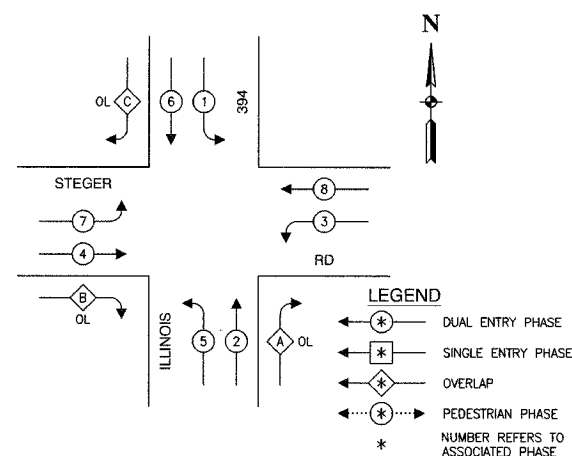 N
OL C 6 1 394
STEGER
8
7
3
4
RD
B
OL
ILLINOIS
5 2 A OL
LEGEND
* DUAL ENTRY PHASE
* SINGLE ENTRY PHASE
* OVERLAP
* PEDESTRIAN PHASE
* NUMBER REFERS TO
ASSOCIATED PHASE